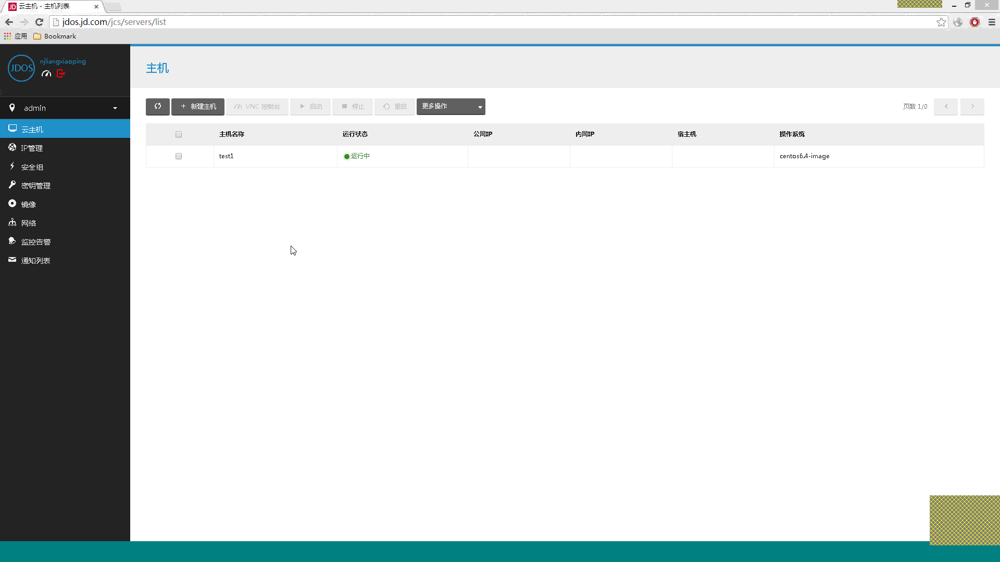 JD 云主机 - 主机列表
jdos.jd.com/jcs/servers/list
应用 Bookmark
JDOS njliangxiaoping
主机
admin
新建主机 VNC 控制台 启动 停止 重启 更多操作 页数 1/0
云主机
IP管理
安全组
密钥管理
镜像
网络
监控告警
通知列表
主机名称 运行状态 公网IP 内网IP 宿主机 操作系统
test1 运行中 centos6.4-image